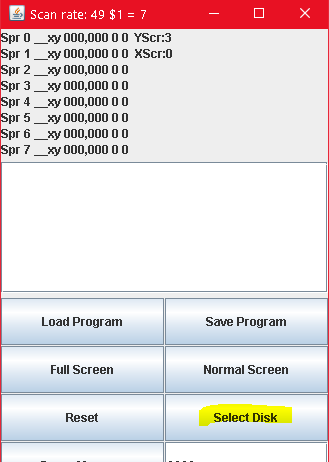 Scan rate: 49 $1 = 7
Spr 0 __xy 000,000 0 0 YScr:3
Spr 1 __xy 000,000 0 0 XScr:0
Spr 2 __xy 000,000 0 0
Spr 3 __xy 000,000 0 0
Spr 4 __xy 000,000 0 0
Spr 5 __xy 000,000 0 0
Spr 6 __xy 000,000 0 0
Spr 7 __xy 000,000 0 0
Load Program Save Program
Full Screen Normal Screen
Reset Select Disk